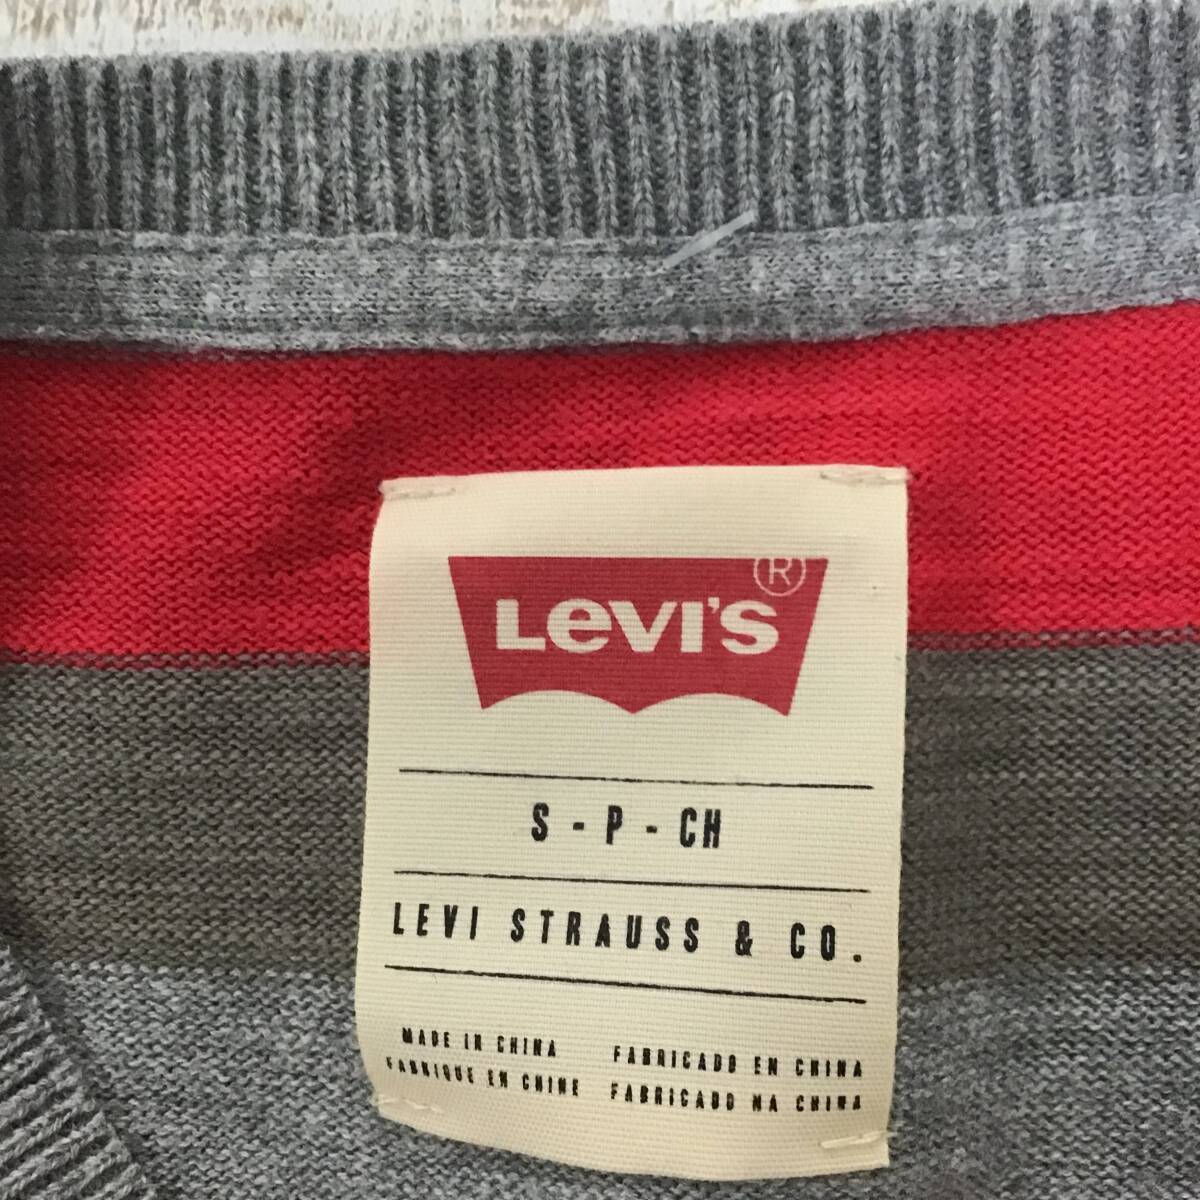 LEVI'S ®
S - P - CH
LEVI STRAUSS & CO.
MADE IN CHINA FABRICADO EN CHINA
FABRIQUE EN CHINE FABRICADO NA CHINA